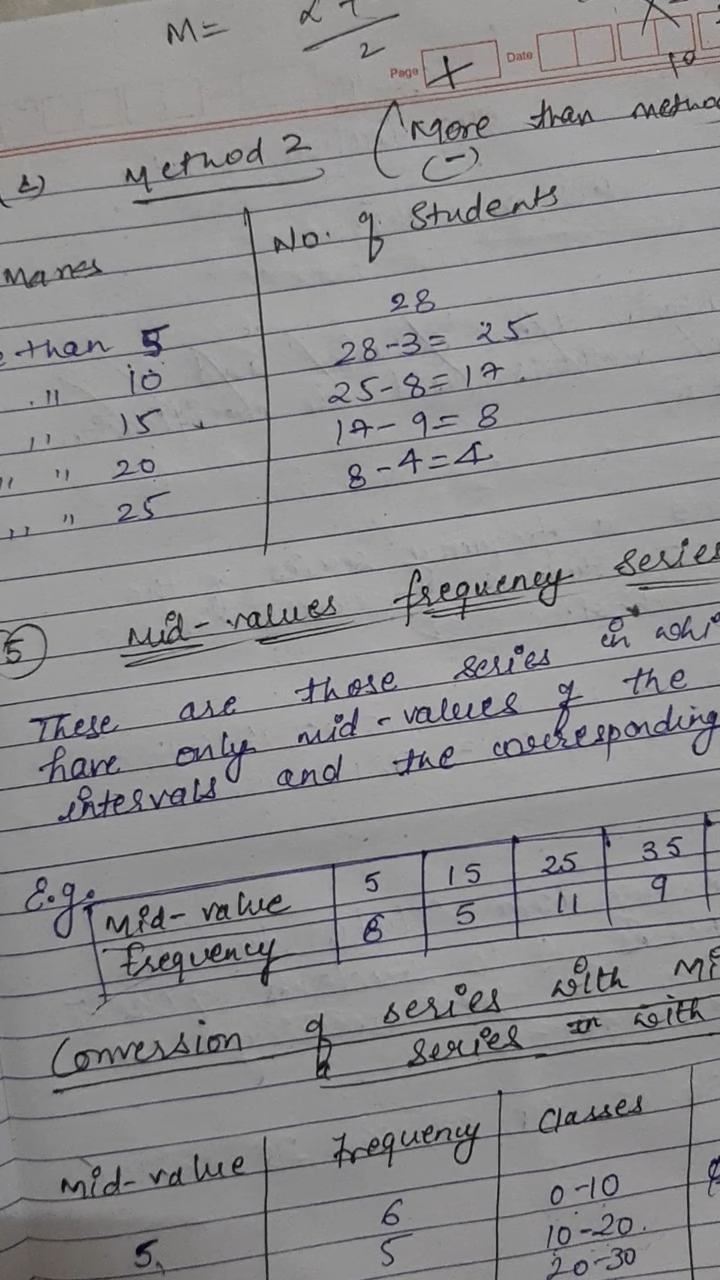 M=
2
Page + Date
10
Method 2 (More than metho
(-)
No. of Students
than 5 28
" 10 28-3= 25
" 15 25-8=17
" " 20 17-9= 8
" " 25 8-4=4
5 Mid-values frequency series
These are those series in whi
have only mid-values of the
intervals and the corresponding
E.g. Mid-value 5 15 25 35
frequency 6 5 11 9
Conversion of series with Mi
series with
Mid-value frequency Classes
6 0-10
5 5 10-20
20-30